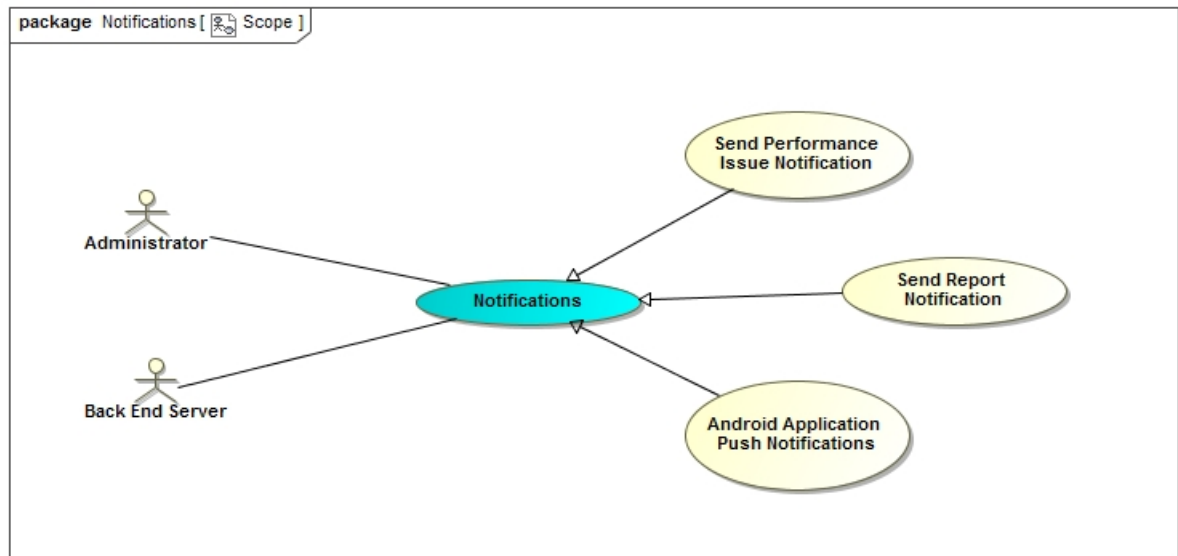 package Notifications [ Scope ]
Send Performance
Issue Notification
Administrator
Send Report
Notification
Notifications
Back End Server
Android Application
Push Notifications